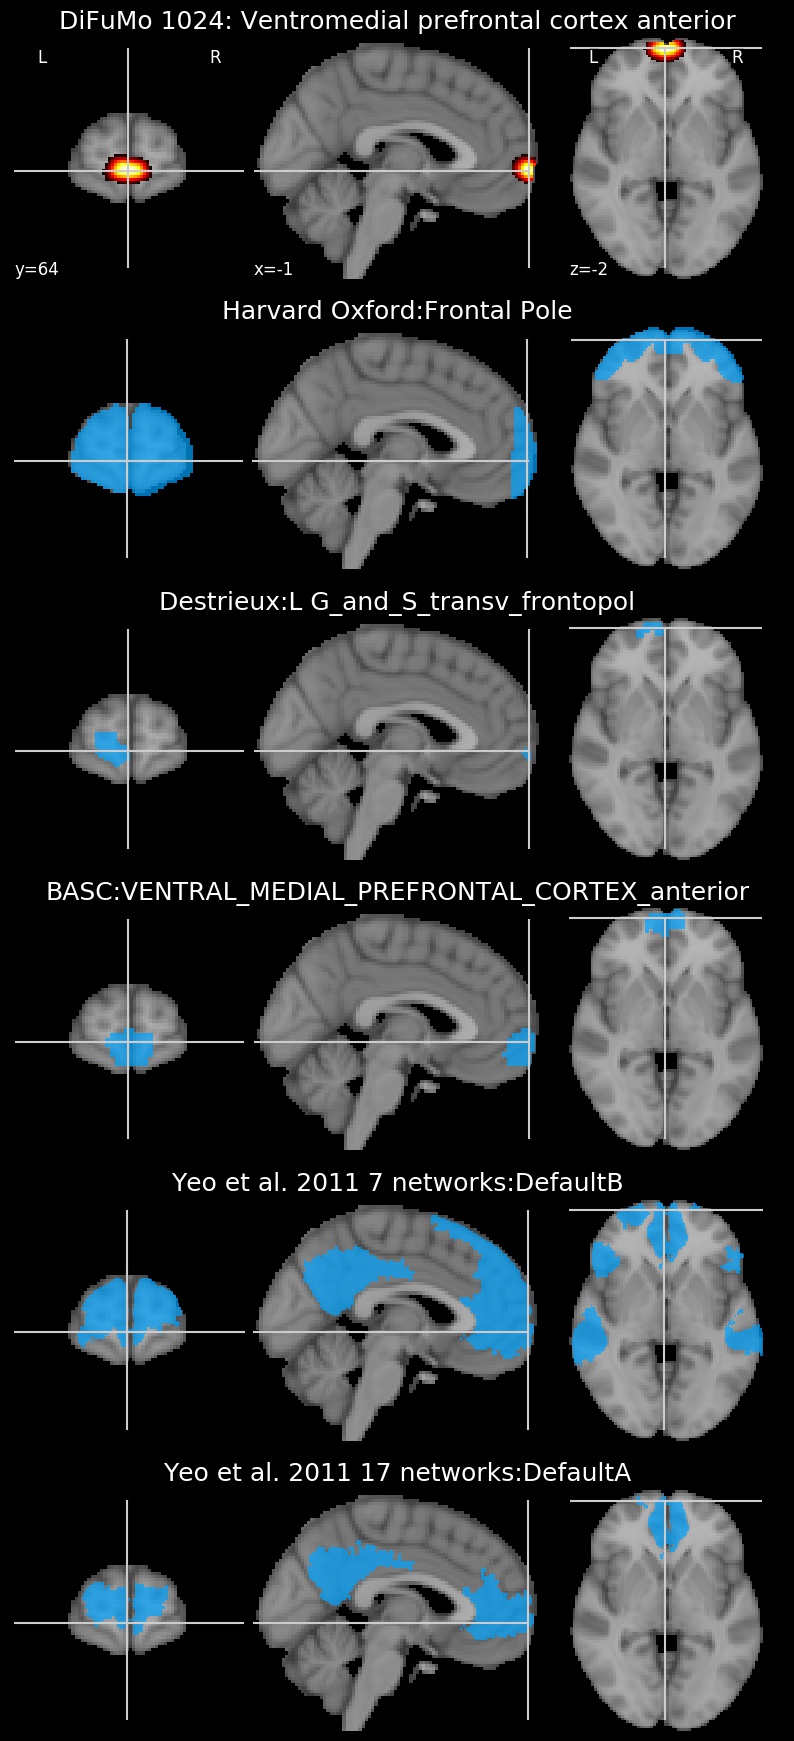 DiFuMo 1024: Ventromedial prefrontal cortex anterior
L R L R
y=64 x=-1 z=-2
Harvard Oxford:Frontal Pole
Destrieux:L G_and_S_transv_frontopol
BASC:VENTRAL_MEDIAL_PREFRONTAL_CORTEX_anterior
Yeo et al. 2011 7 networks:DefaultB
Yeo et al. 2011 17 networks:DefaultA